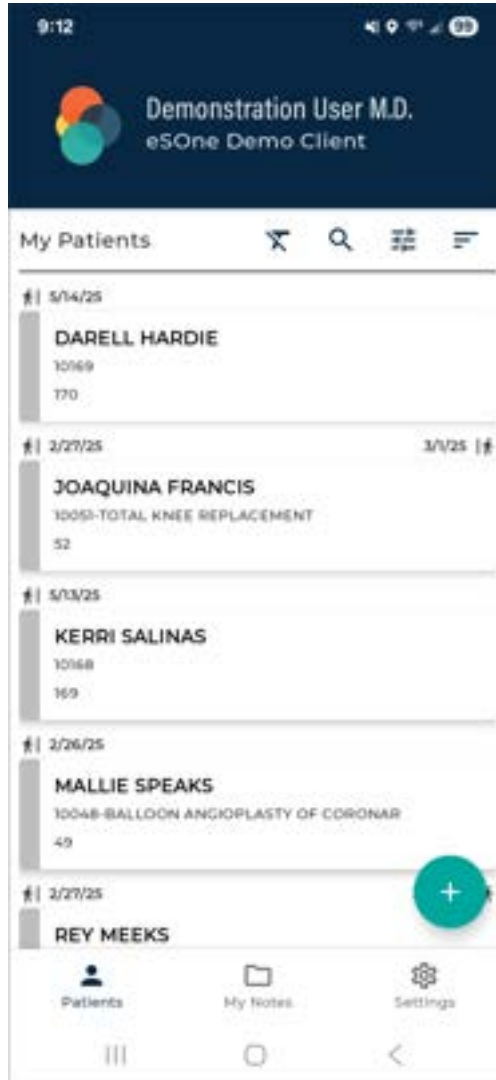 9:12
99
Demonstration User M.D.
eSOne Demo Client
My Patients
5/14/25
DARELL HARDIE
10169
170
2/27/25 3/1/25
JOAQUINA FRANCIS
10051-TOTAL KNEE REPLACEMENT
52
5/13/25
KERRI SALINAS
10168
169
2/26/25
MALLIE SPEAKS
10048-BALLOON ANGIOPLASTY OF CORONAR
49
2/27/25
REY MEEKS
Patients My Notes Settings